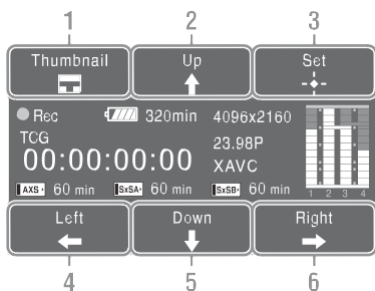 1 2 3
Thumbnail Up Set
Rec 320min 4096x2160
TCG 23.98P
00:00:00:00 XAVC
AXS 60 min SxSA 60 min SxSB 60 min 1 2 3 4
Left Down Right
4 5 6